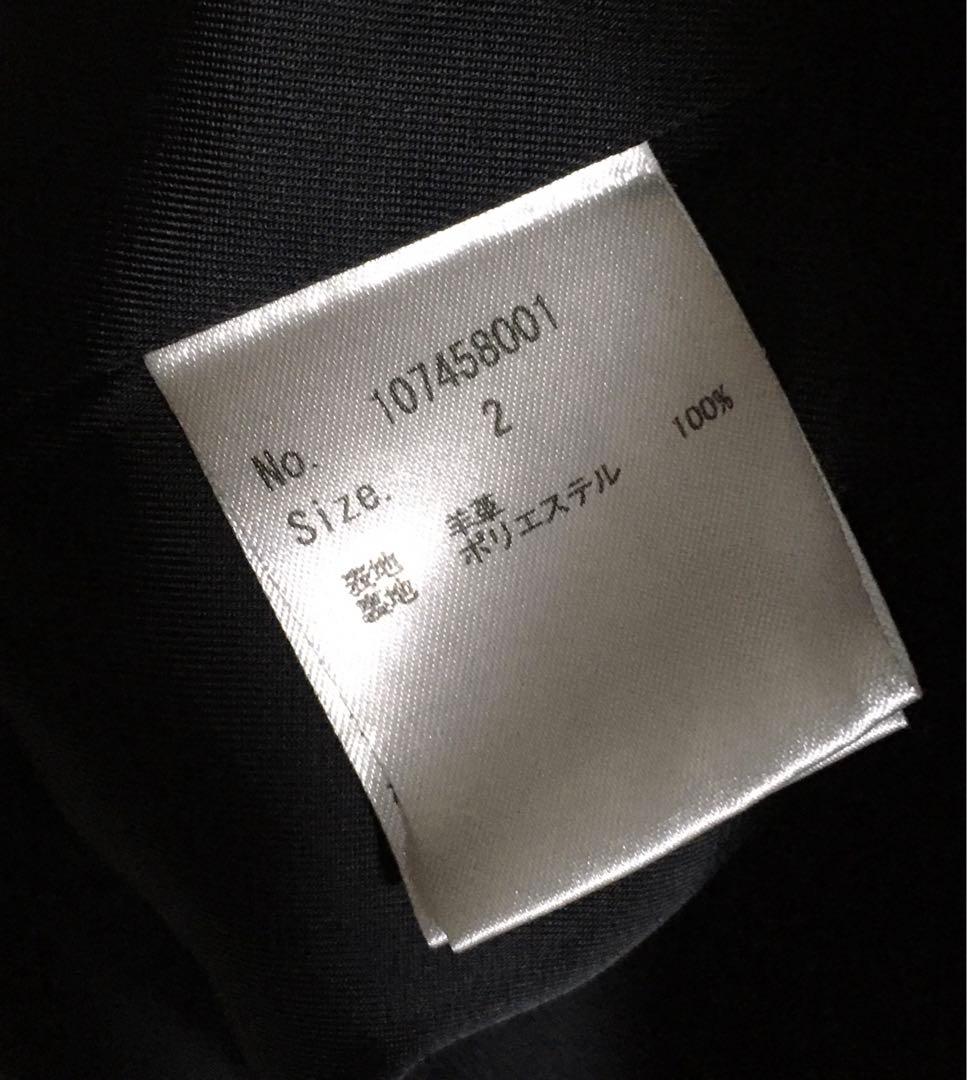 No. 107458001
Size. 2
表地 羊革
裏地 ポリエステル 100%